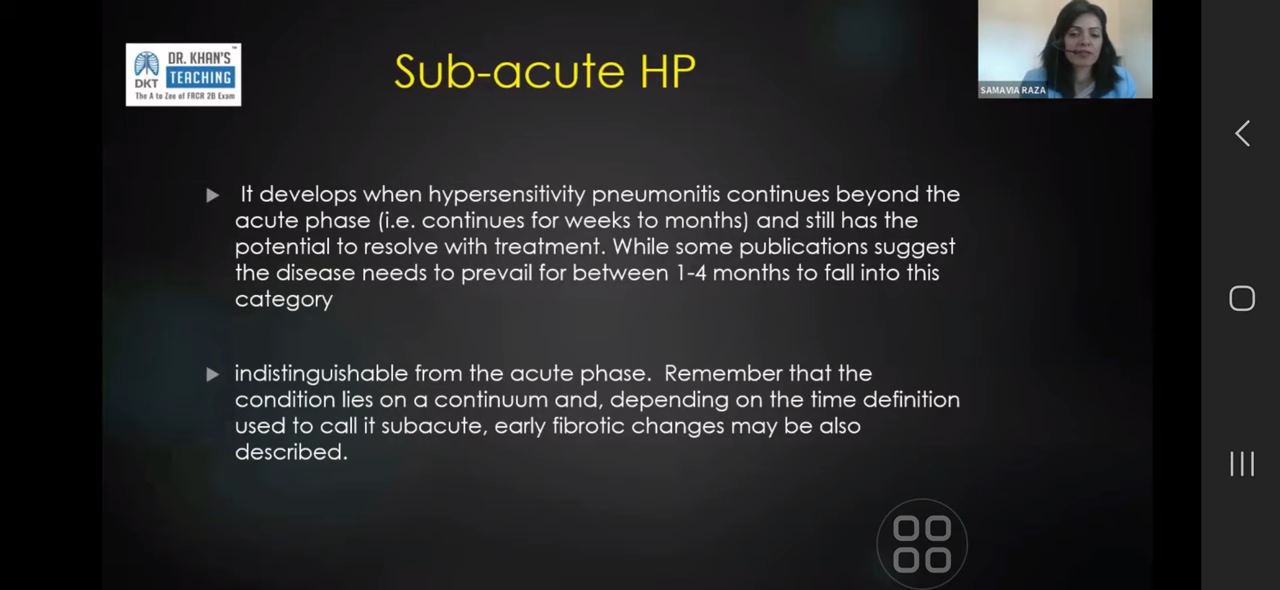 DR. KHAN'S
TEACHING
DKT
The A to Zee of FRCR 2B Exam
Sub-acute HP
SAMAVIA RAZA
It develops when hypersensitivity pneumonitis continues beyond the
acute phase (i.e. continues for weeks to months) and still has the
potential to resolve with treatment. While some publications suggest
the disease needs to prevail for between 1-4 months to fall into this
category
indistinguishable from the acute phase.  Remember that the
condition lies on a continuum and, depending on the time definition
used to call it subacute, early fibrotic changes may be also
described.